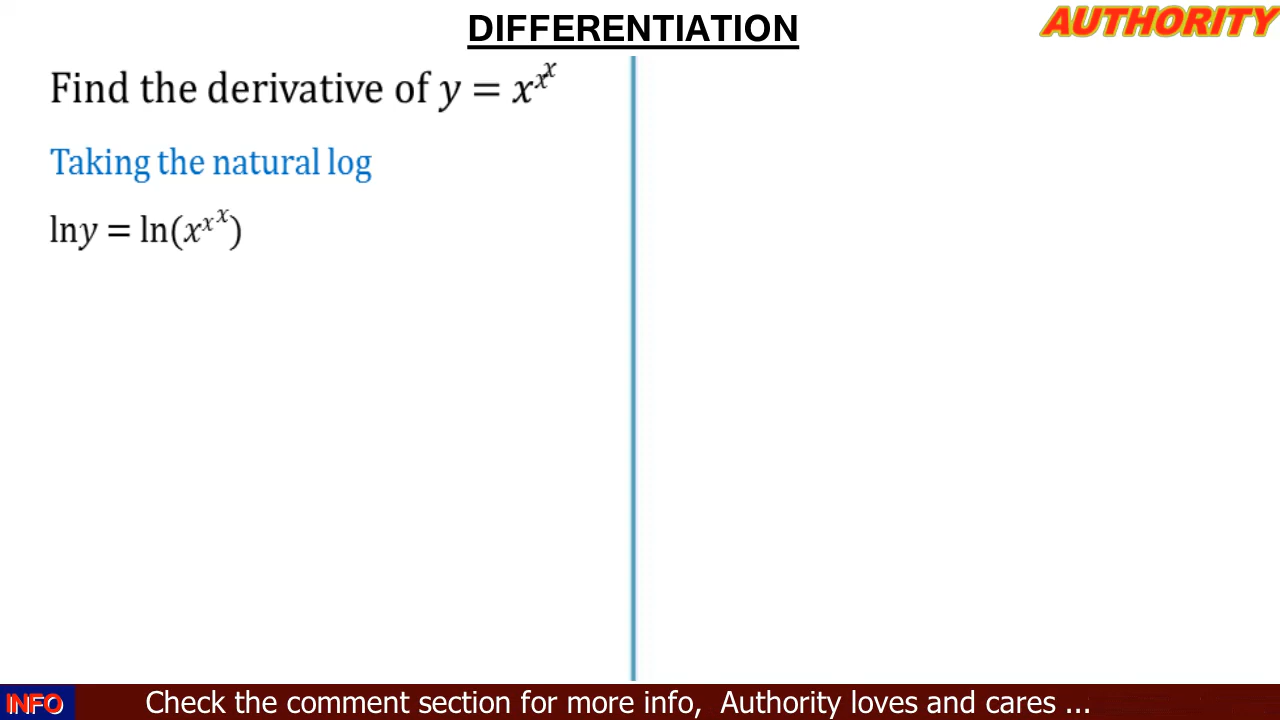 DIFFERENTIATION
AUTHORITY
Find the derivative of y = x^{x^x}
Taking the natural log
lny = ln(x^{x^x})
INFO
Check the comment section for more info, Authority loves and cares ...